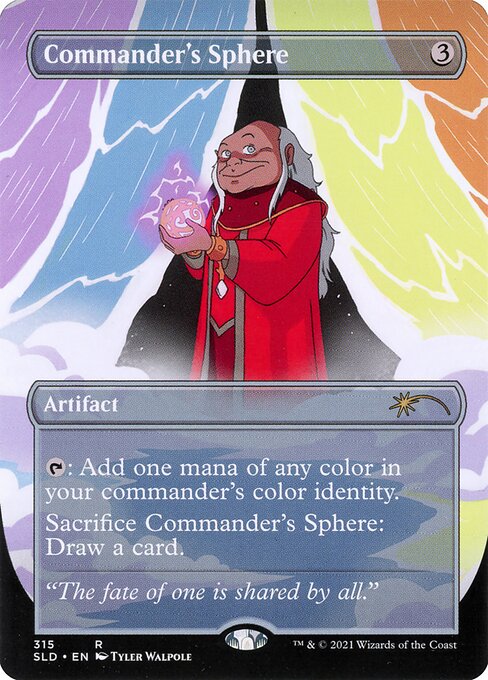 Commander's Sphere 3
Artifact
: Add one mana of any color in
your commander's color identity.
Sacrifice Commander's Sphere:
Draw a card.
"The fate of one is shared by all."
315 R
SLD • EN Tyler Walpole
™ & © 2021 Wizards of the Coast